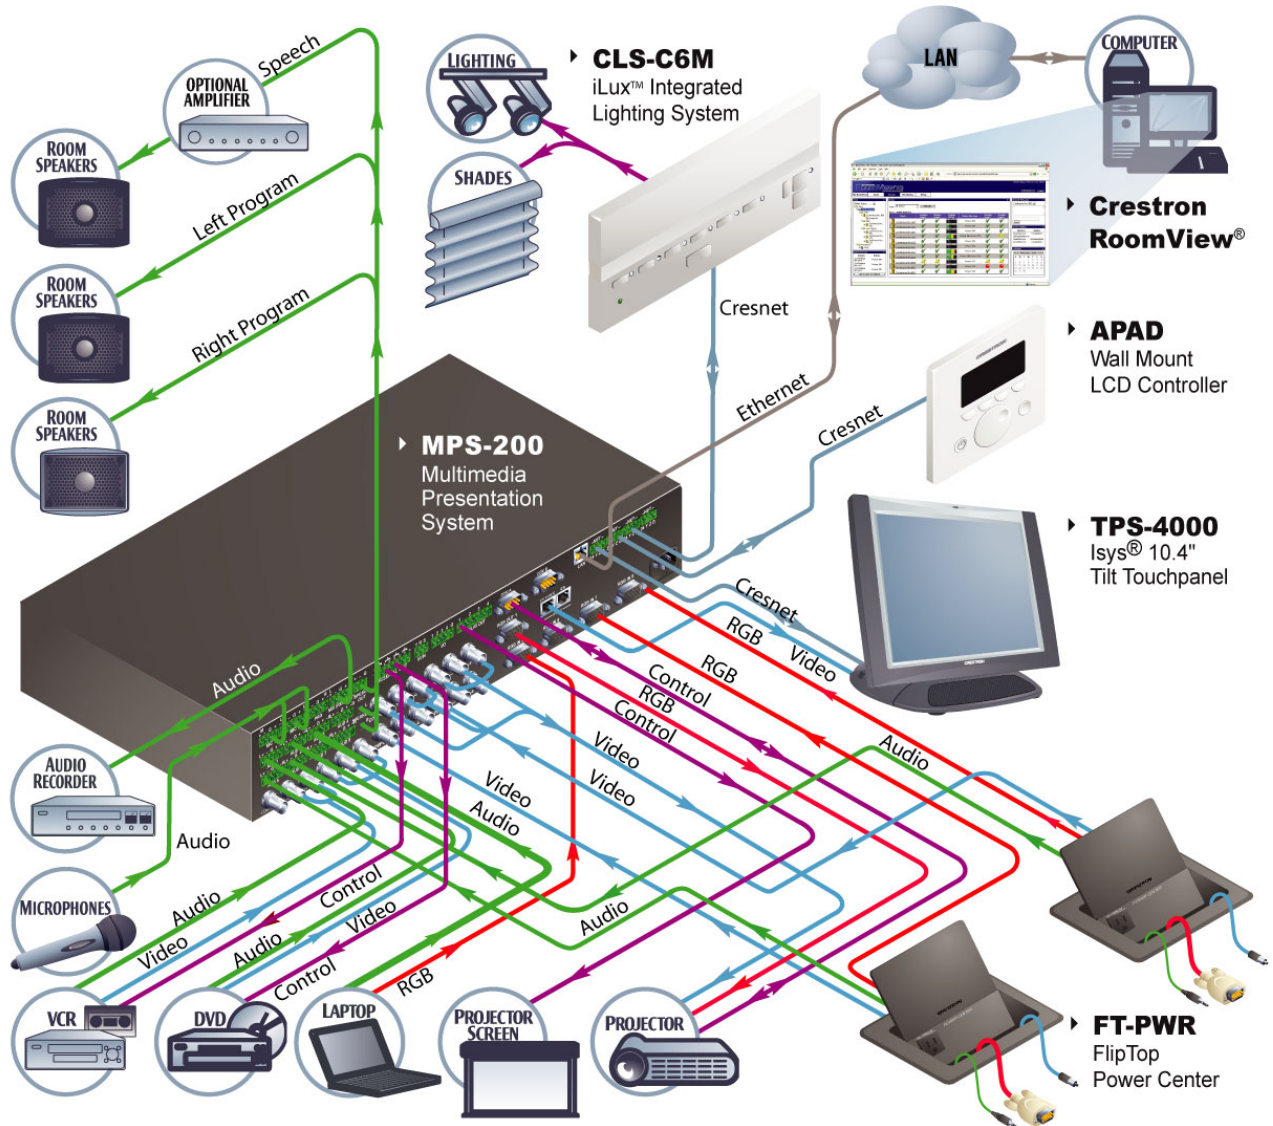 Speech
OPTIONAL
AMPLIFIER
ROOM
SPEAKERS
Left Program
ROOM
SPEAKERS
Right Program
ROOM
SPEAKERS
LIGHTING
SHADES
CLS-C6M
iLux™ Integrated
Lighting System
LAN
COMPUTER
Crestron
RoomView®
Cresnet
Ethernet
Cresnet
APAD
Wall Mount
LCD Controller
MPS-200
Multimedia
Presentation
System
TPS-4000
Isys® 10.4"
Tilt Touchpanel
Cresnet
RGB
Video
RGB
Control
RGB
Control
Audio
Video
Video
Audio
Video
Audio
AUDIO
RECORDER
Audio
MICROPHONES
Audio
Video
Control
Audio
Video
Control
RGB
Audio
VCR
DVD
LAPTOP
PROJECTOR
SCREEN
PROJECTOR
FT-PWR
FlipTop
Power Center